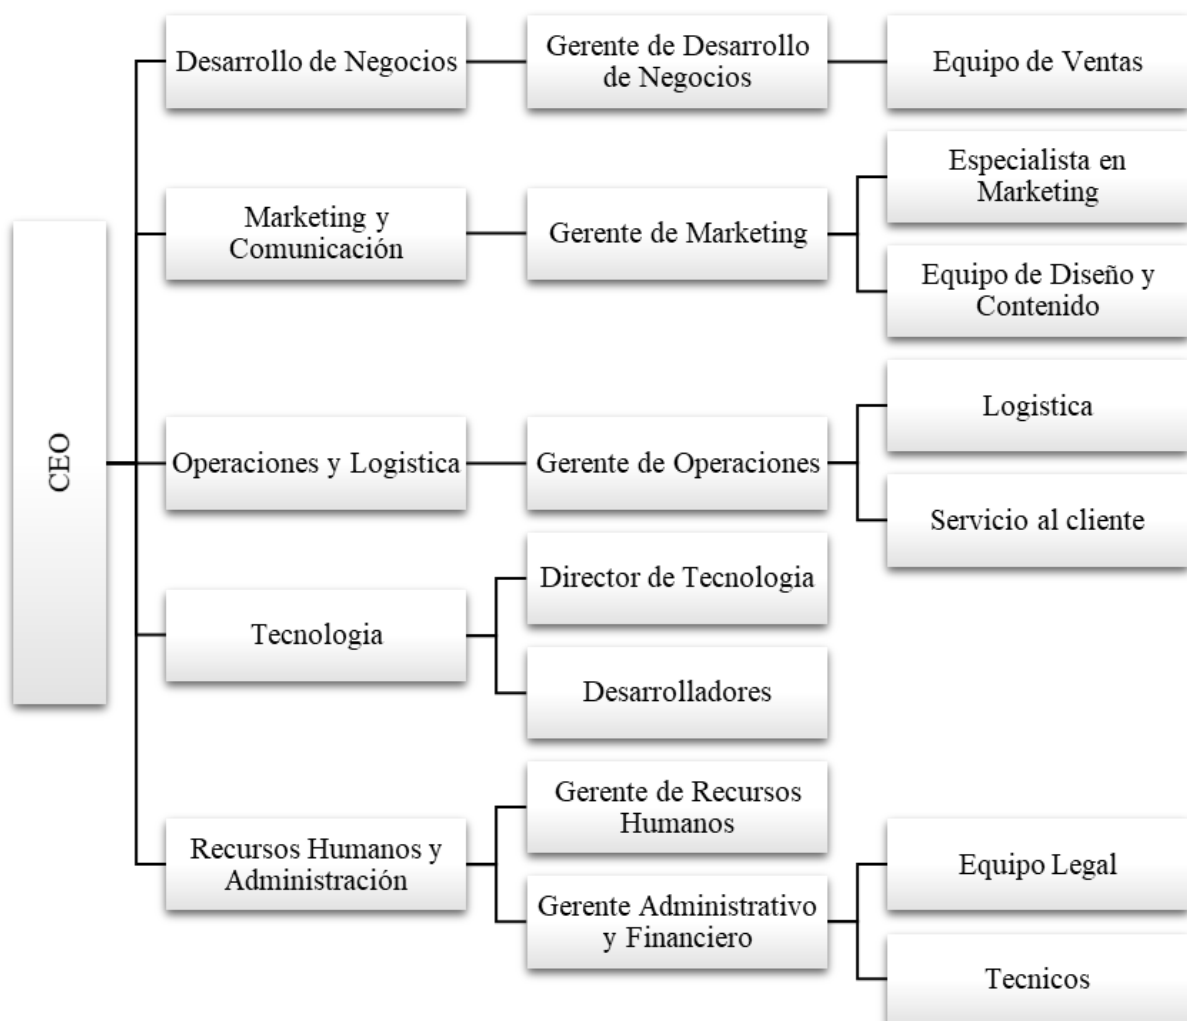 Desarrollo de Negocios
Gerente de Desarrollo
de Negocios
Equipo de Ventas
Marketing y
Comunicación
Gerente de Marketing
Especialista en
Marketing
Equipo de Diseño y
Contenido
CEO
Operaciones y Logistica
Gerente de Operaciones
Logistica
Servicio al cliente
Tecnologia
Director de Tecnologia
Desarrolladores
Recursos Humanos y
Administración
Gerente de Recursos
Humanos
Gerente Administrativo
y Financiero
Equipo Legal
Tecnicos